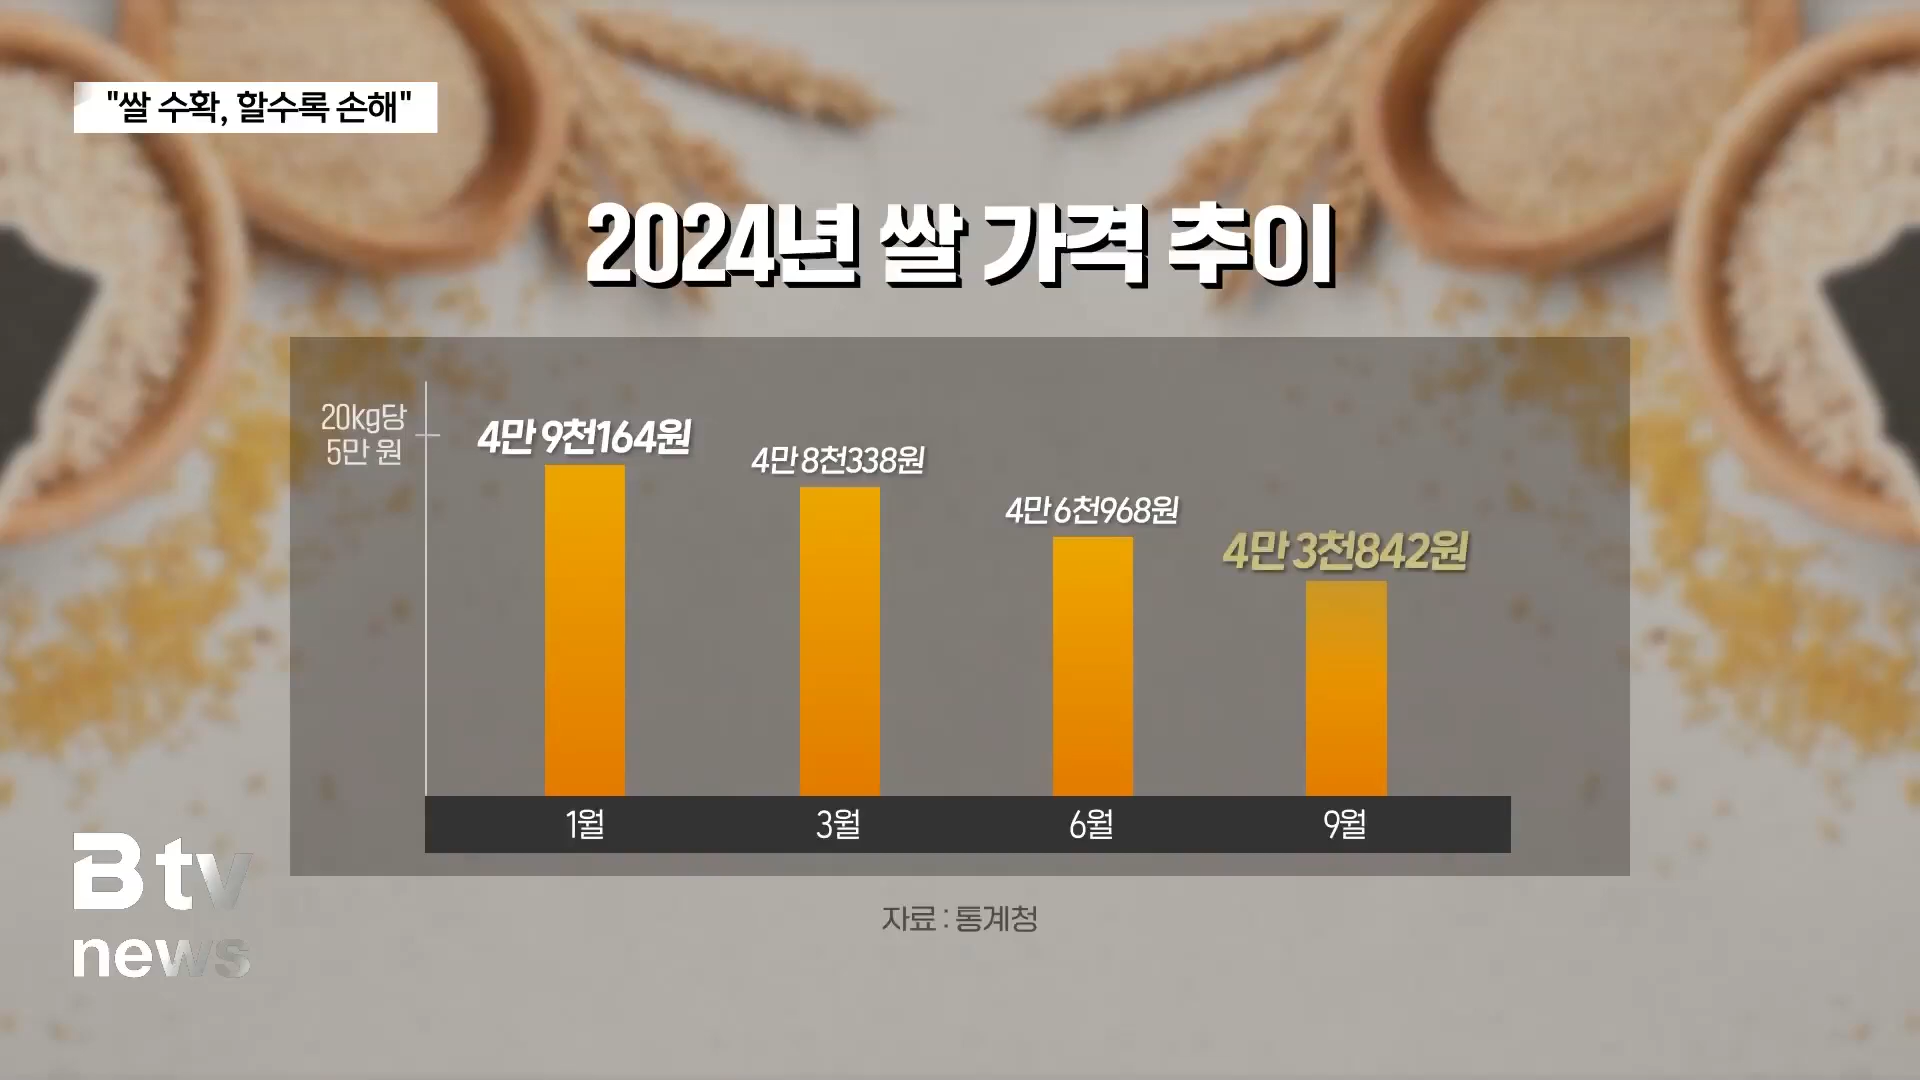 "쌀 수확, 할수록 손해"
2024년 쌀 가격 추이
20kg당
5만 원
4만 9천164원
4만 8천338원
4만 6천968원
4만 3천842원
1월
3월
6월
9월
자료 : 통계청
B tv
news